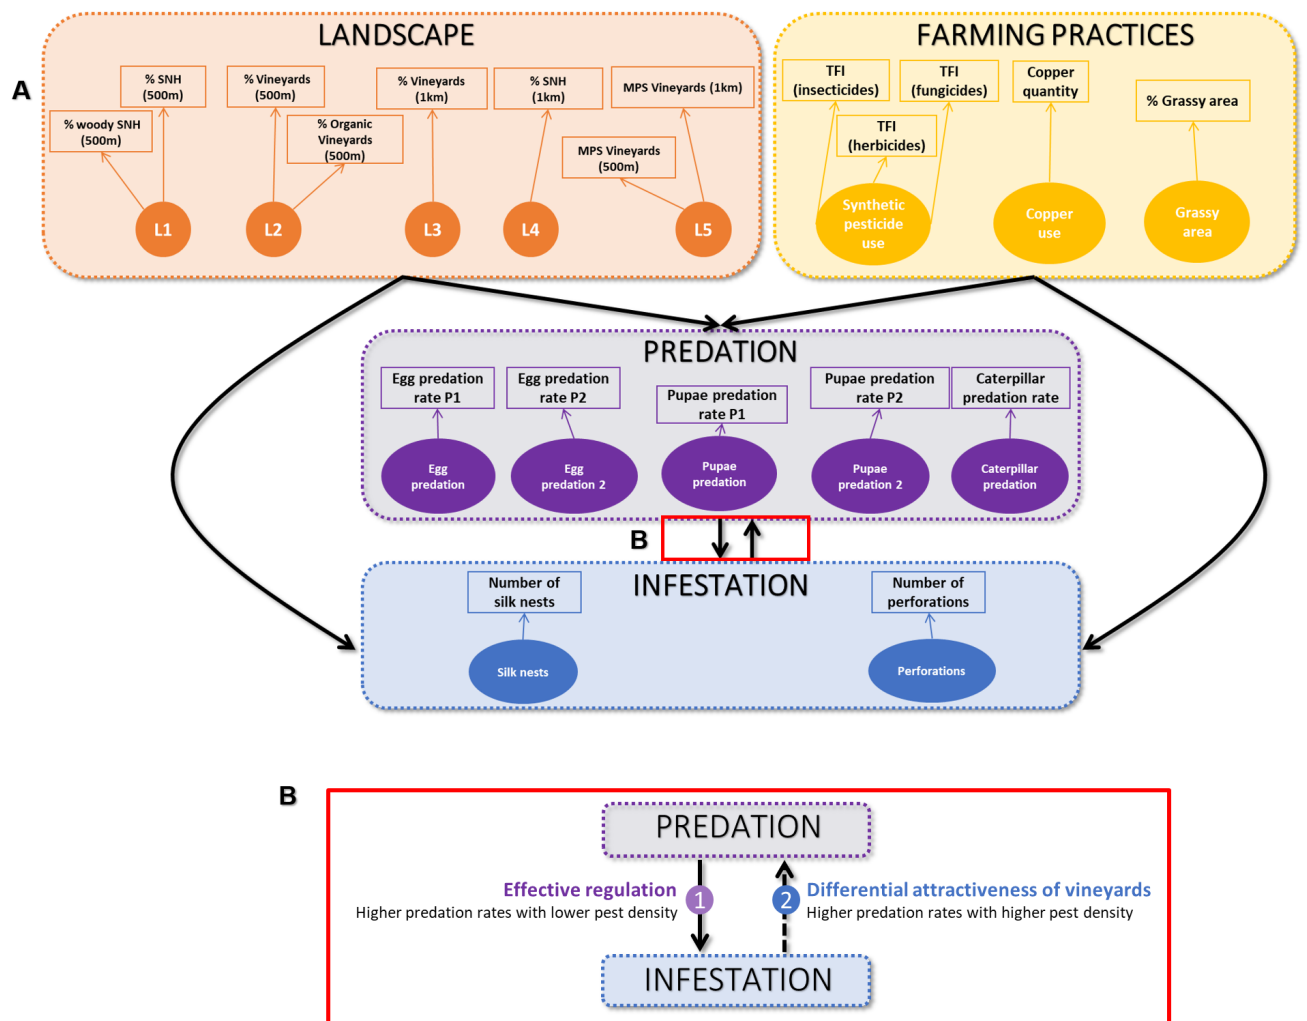 A
LANDSCAPE
% woody SNH
(500m)
% SNH
(500m)
% Vineyards
(500m)
% Organic
Vineyards
(500m)
% Vineyards
(1km)
% SNH
(1km)
MPS Vineyards
(500m)
MPS Vineyards (1km)
L1
L2
L3
L4
L5
FARMING PRACTICES
TFI
(insecticides)
TFI
(herbicides)
TFI
(fungicides)
Copper
quantity
% Grassy area
Synthetic
pesticide
use
Copper
use
Grassy
area
PREDATION
Egg predation
rate P1
Egg predation
rate P2
Pupae predation
rate P1
Pupae predation
rate P2
Caterpillar
predation rate
Egg
predation
Egg
predation 2
Pupae
predation
Pupae
predation 2
Caterpillar
predation
B
INFESTATION
Number of
silk nests
Number of
perforations
Silk nests
Perforations
B
PREDATION
Effective regulation
Higher predation rates with lower pest density
1
2
Differential attractiveness of vineyards
Higher predation rates with higher pest density
INFESTATION